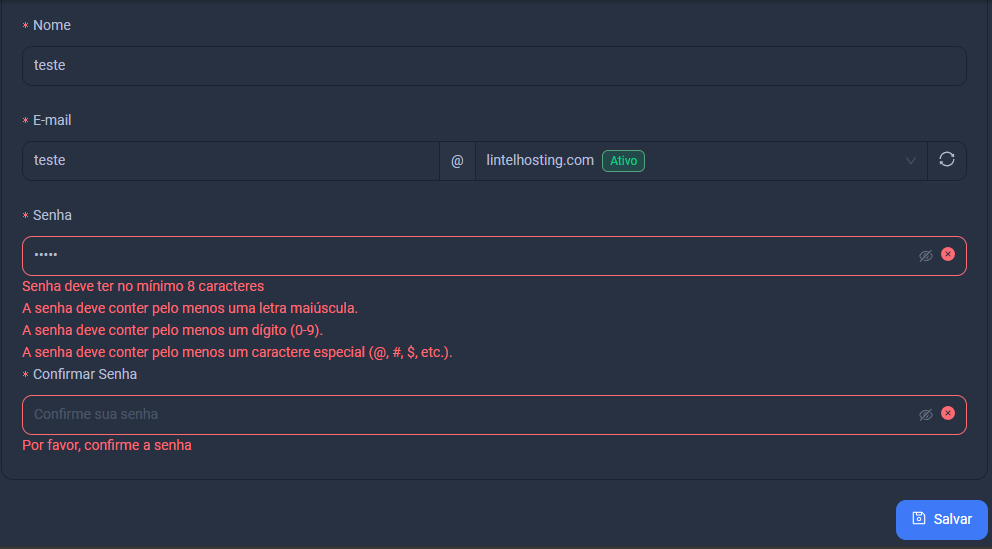 * Nome
teste
* E-mail
teste @ lintelhosting.com Ativo
* Senha
•••••
Senha deve ter no mínimo 8 caracteres
A senha deve conter pelo menos uma letra maiúscula.
A senha deve conter pelo menos um dígito (0-9).
A senha deve conter pelo menos um caractere especial (@, #, $, etc.).
* Confirmar Senha
Confirme sua senha
Por favor, confirme a senha
Salvar